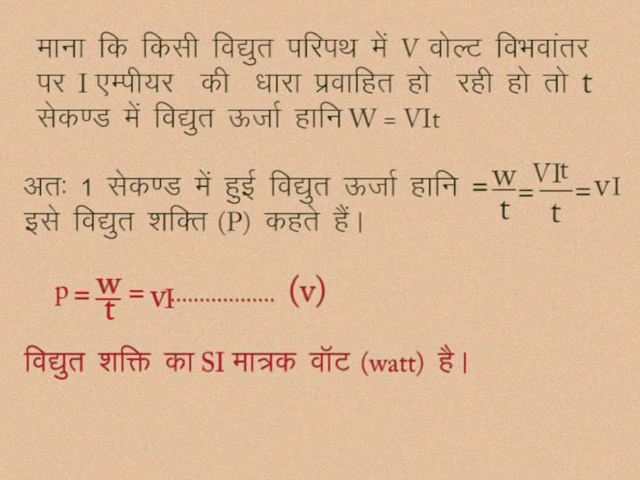 माना कि किसी विद्युत परिपथ में V वोल्ट विभवांतर
पर I एम्पीयर की धारा प्रवाहित हो रही हो तो t
सेकण्ड में विद्युत ऊर्जा हानि W = VIt
अतः 1 सेकण्ड में हुई विद्युत ऊर्जा हानि = w/t = VIt/t = vI
इसे विद्युत शक्ति (P) कहते हैं।
p = w/t = vI.................. (v)
विद्युत शक्ति का SI मात्रक वॉट (watt) है।